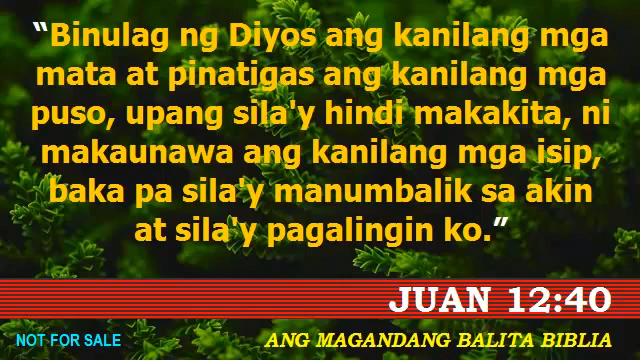 “Binulag ng Diyos ang kanilang mga
mata at pinatigas ang kanilang mga
puso, upang sila'y hindi makakita, ni
makaunawa ang kanilang mga isip,
baka pa sila'y manumbalik sa akin
at sila'y pagalingin ko.”
JUAN 12:40
NOT FOR SALE
ANG MAGANDANG BALITA BIBLIA